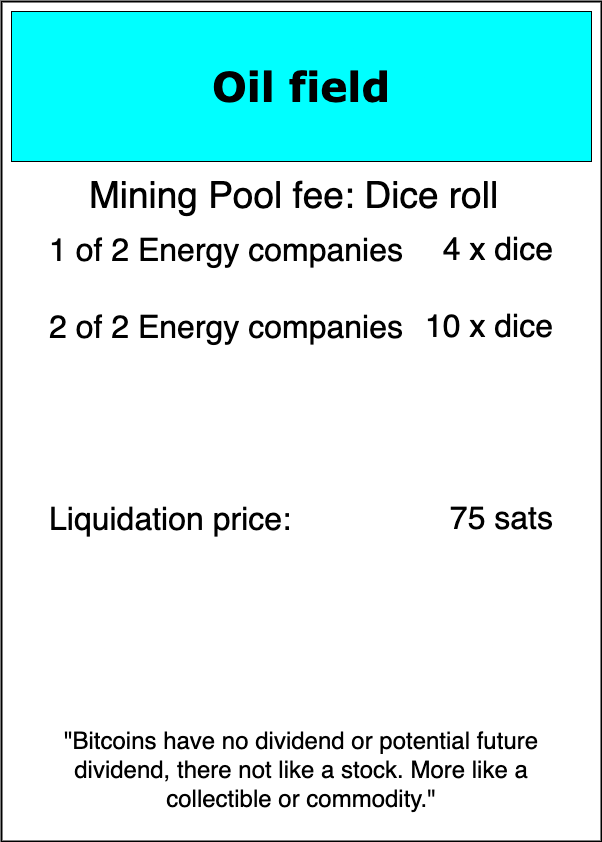 Oil field
Mining Pool fee: Dice roll
1 of 2 Energy companies 4 x dice
2 of 2 Energy companies 10 x dice
Liquidation price: 75 sats
"Bitcoins have no dividend or potential future
dividend, there not like a stock. More like a
collectible or commodity."